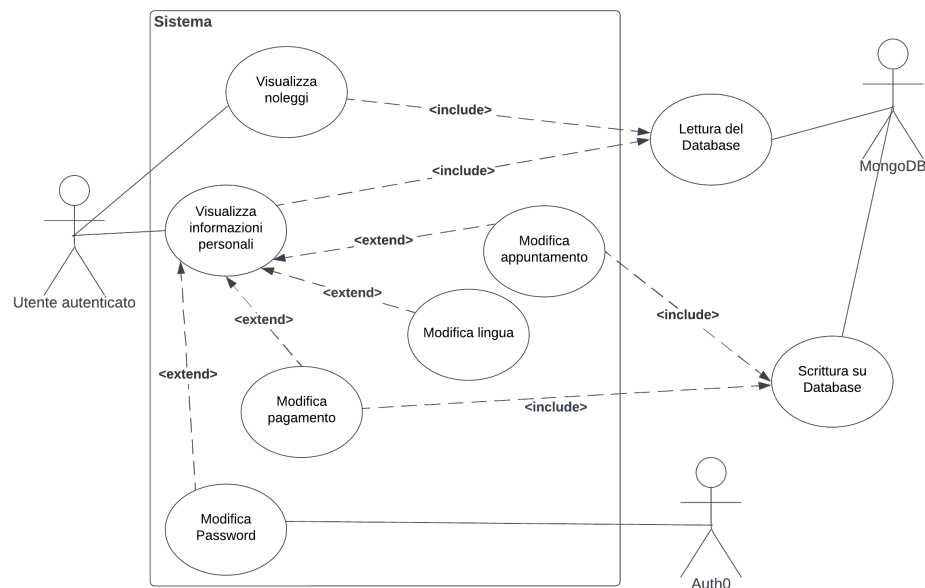 Sistema
Visualizza
noleggi
<include>
Lettura del
Database
MongoDB
<include>
Visualizza
informazioni
personali
<extend>
Modifica
appuntamento
Utente autenticato
<extend>
<extend>
Modifica lingua
<include>
<extend>
Scrittura su
Database
Modifica
pagamento
<include>
Modifica
Password
Auth0